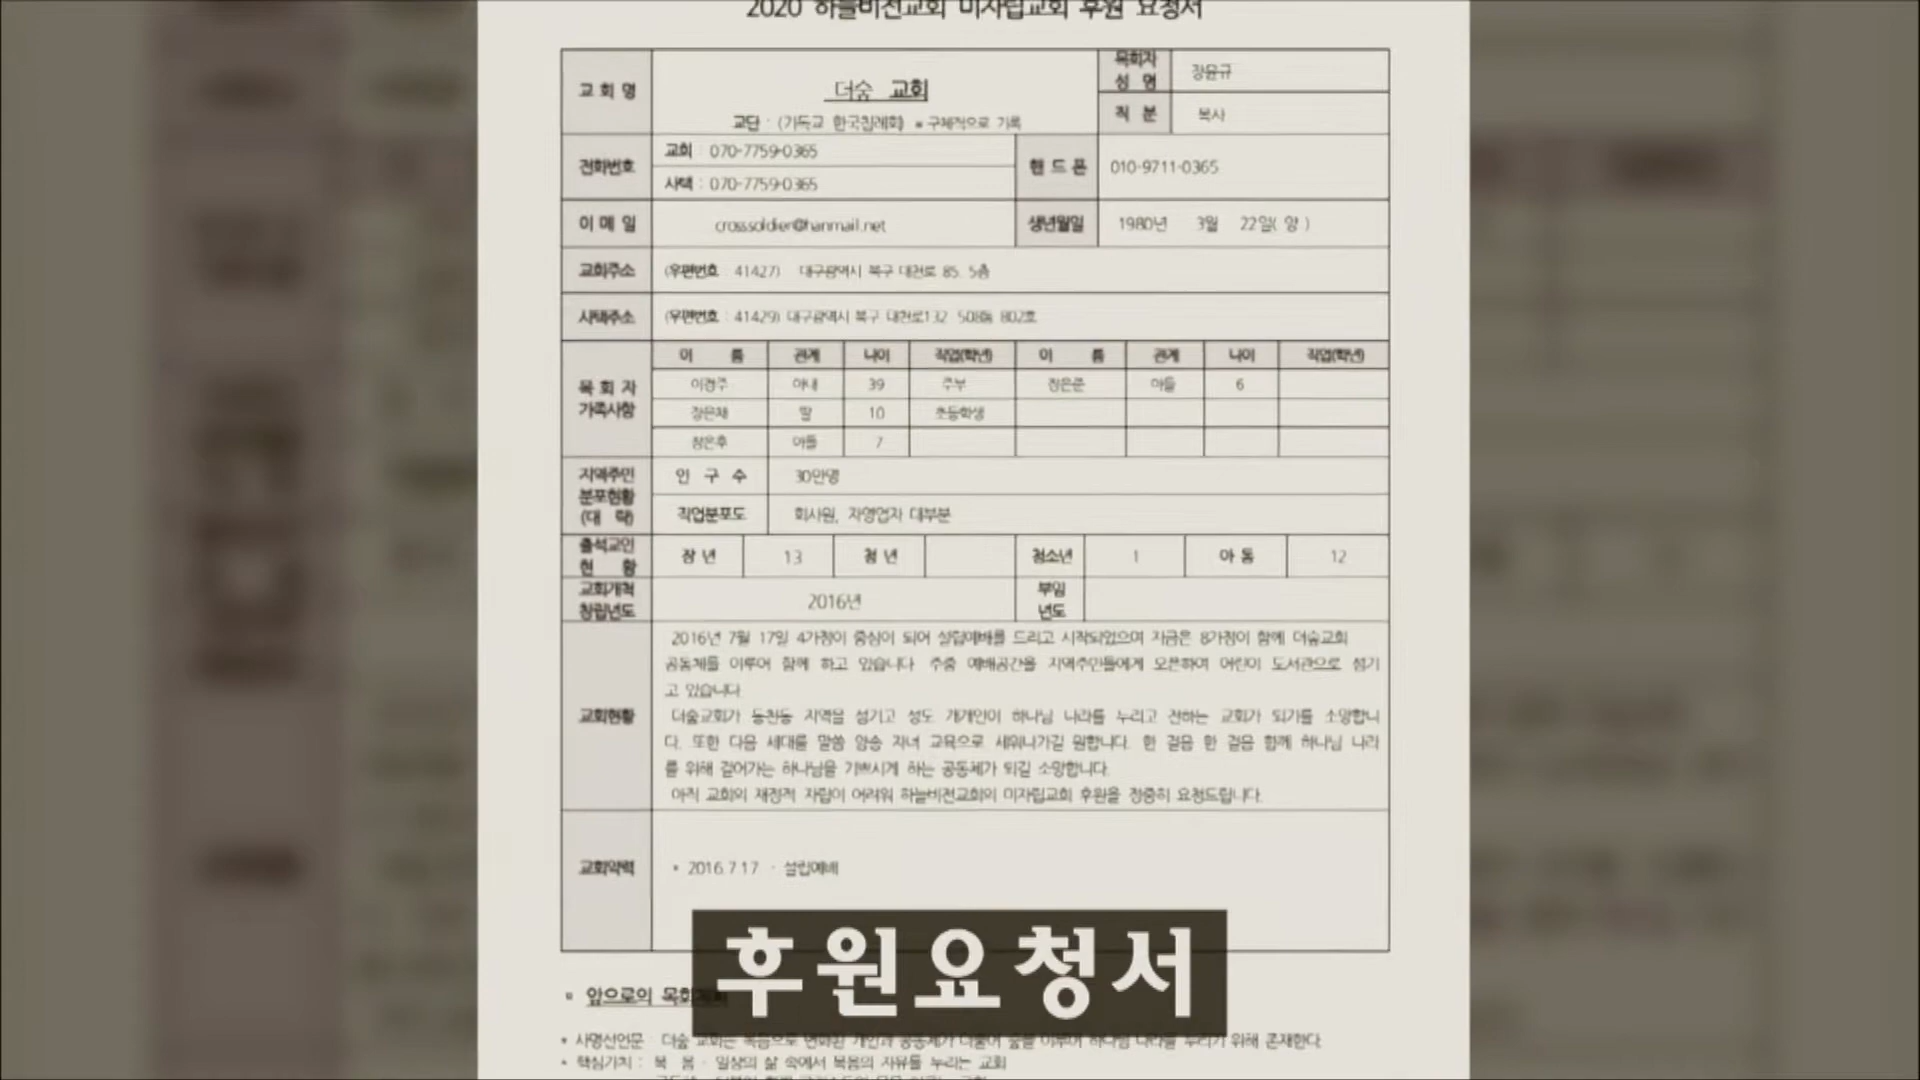 2020 하늘비전교회 미자립교회 후원 요청서
교 회 명
더숲 교회
교단 : (기독교 한국침례회) * 구체적으로 기록
목회자
성 명
장윤규
직 분
목사
전화번호
교회 : 070-7759-0365
사택 : 070-7759-0365
핸 드 폰
010-9711-0365
이 메 일
crosssoldier@hanmail.net
생년월일
1980년 3월 22일( 양 )
교회주소
(우편번호 41427) 대구광역시 북구 대천로 85. 5층
사택주소
(우편번호 : 41429) 대구광역시 북구 대천로132 508동 802호
목 회 자
가족사항
이 름 관계 나이 직업(학년) 이 름 관계 나이 직업(학년)
이경주 아내 39 주부 장은준 아들 6
장은채 딸 10 초등학생
장은후 아들 7
지역주민
분포현황
(대 략)
인 구 수 30만명
직업분포도 회사원, 자영업자 대부분
출석교인
현 황
장 년 13 청 년 청소년 1 아 동 12
교회개척
창립년도
2016년
부임
년도
교회현황
2016년 7월 17일 4가정이 중심이 되어 설립예배를 드리고 시작되었으며 지금은 8가정이 함께 더숲교회
공동체를 이루어 함께 하고 있습니다 주중 예배공간을 지역주민들에게 오픈하여 어린이 도서관으로 섬기
고 있습니다
더숲교회가 동천동 지역을 섬기고 성도 개개인이 하나님 나라를 누리고 전하는 교회가 되기를 소망합니
다. 또한 다음 세대를 말씀 암송 자녀 교육으로 세워나가길 원합니다. 한 걸음 한 걸음 함께 하나님 나라
를 위해 걸어가는 하나님을 기쁘시게 하는 공동체가 되길 소망합니다.
아직 교회의 재정적 자립이 어려워 하늘비전교회의 미자립교회 후원을 정중히 요청드립니다.
교회약력
* 2016.7.17 · 설립예배
후원요청서
▫ 앞으로의 목회
* 사명선언문 : 더숲 교회는 복음으로 변화된 개인과 공동체가 더불어 숲을 이루어 하나님 나라를 누리기 위해 존재한다.
* 핵심가치 : 복 음 - 일상의 삶 속에서 복음의 자유를 누리는 교회